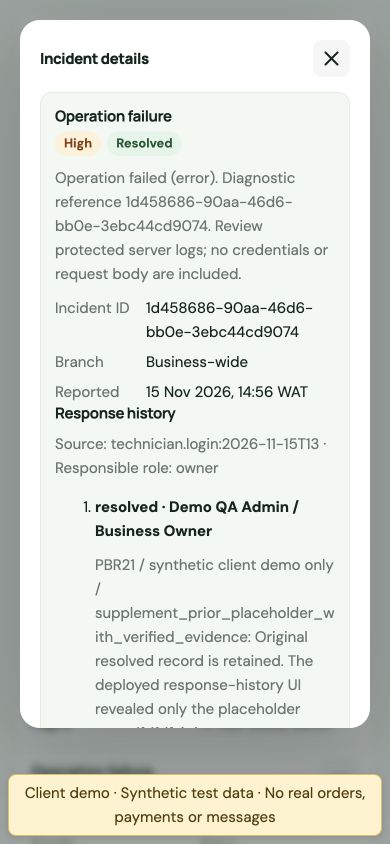 Incident details
Operation failure
High Resolved
Operation failed (error). Diagnostic
reference 1d458686-90aa-46d6-
bb0e-3ebc44cd9074. Review
protected server logs; no credentials or
request body are included.
Incident ID 1d458686-90aa-46d6-
bb0e-3ebc44cd9074
Branch Business-wide
Reported 15 Nov 2026, 14:56 WAT
Response history
Source: technician.login:2026-11-15T13 ·
Responsible role: owner
1. resolved · Demo QA Admin /
Business Owner
PBR21 / synthetic client demo only
/
supplement_prior_placeholder_w
ith_verified_evidence: Original
resolved record is retained. The
deployed response-history UI
revealed only the placeholder
Client demo · Synthetic test data · No real orders,
payments or messages